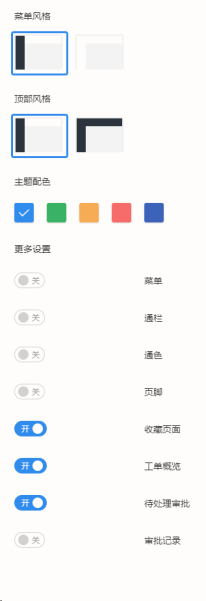 菜单风格
顶部风格
主题配色
更多设置
关 菜单
关 通栏
关 通色
关 页脚
开 收藏页面
开 工单概览
开 待处理审批
关 审批记录